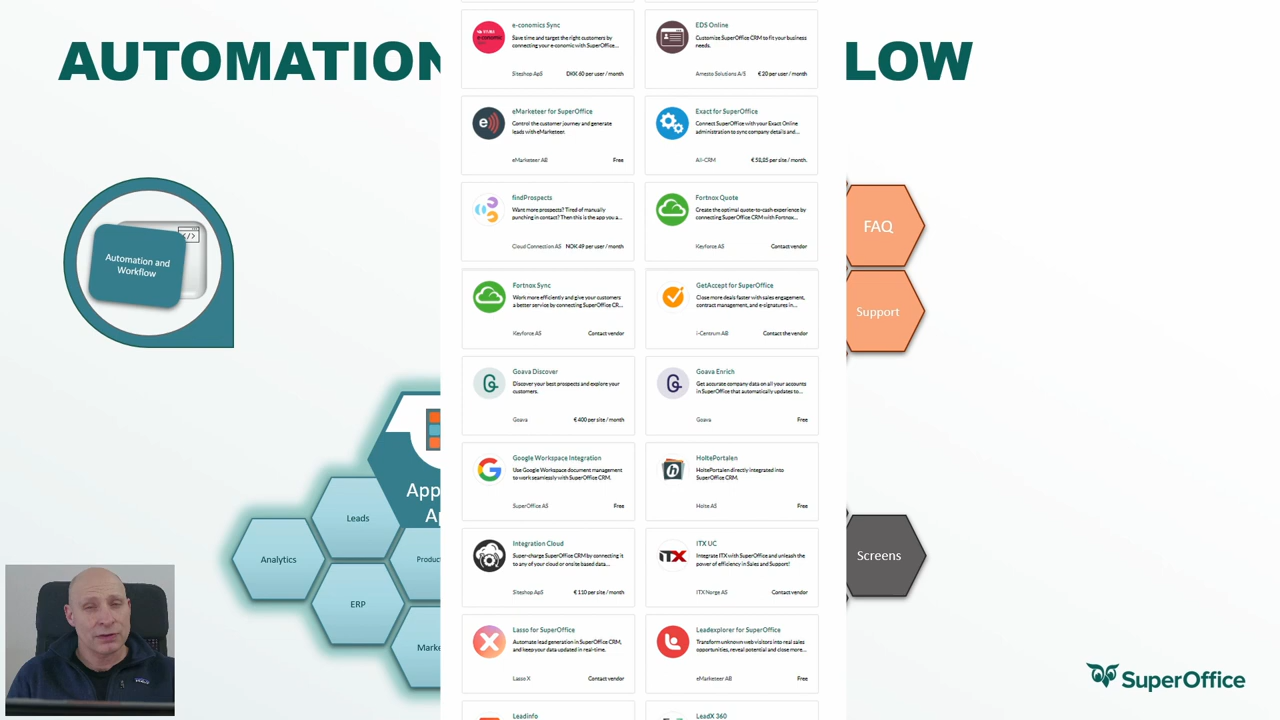 AUTOMATION
LOW
Automation and
Workflow
</>
e-conomics Sync
Save time and target the right customers by
connecting your e-conomic with SuperOffice...
Siteshop ApS
DKK 60 per user / month
EDS Online
Customise SuperOffice CRM to fit your business
needs.
Amesto Solutions A/S
€ 20 per user / month
eMarketeer for SuperOffice
Control the customer journey and generate
leads with eMarketeer.
eMarketeer AB
Free
Exact for SuperOffice
Connect SuperOffice with your Exact Online
administration to sync company details and...
AI-CRM
€ 58,85 per site / month.
findProspects
Want more prospects? Tired of manually
punching in contact? Then this is the app you a...
Cloud Connection AS
NOK 49 per user / month
Fortnox Quote
Create the optimal quote-to-cash experience by
connecting SuperOffice CRM with Fortnox...
Keyforce AS
Contact vendor
Fortnox Sync
Work more efficiently and give your customers
a better service by connecting SuperOffice CR...
Keyforce AS
Contact vendor
GetAccept for SuperOffice
Close more deals faster with sales engagement,
contract management, and e-signatures in...
i-Centrum AB
Contact the vendor
Goava Discover
Discover your best prospects and explore your
customers.
Goava
€ 400 per site / month
Goava Enrich
Get accurate company data on all your accounts
in SuperOffice that automatically updates to...
Goava
Free
Google Workspace Integration
Use Google Workspace document management
to work seamlessly with SuperOffice CRM.
SuperOffice AS
Free
HoltePortalen
HoltePortalen directly integrated into
SuperOffice CRM.
Holte AS
Free
Integration Cloud
Super-charge SuperOffice CRM by connecting it
to any of your cloud or onsite based data...
Siteshop ApS
€ 110 per site / month
ITX
ITX UC
Integrate ITX with SuperOffice and unleash the
power of efficiency in Sales and Support!
ITX Norge AS
Contact vendor
Lasso for SuperOffice
Automate lead generation in SuperOffice CRM,
and keep your data updated in real-time.
Lasso X
Contact vendor
Leadexplorer for SuperOffice
Transform unknown web visitors into real sales
opportunities, reveal potential and close more...
eMarketeer AB
Free
Leadinfo
LeadX 360
FAQ
Support
Screens
App
A
Leads
Analytics
Produc
ERP
Marke
SuperOffice